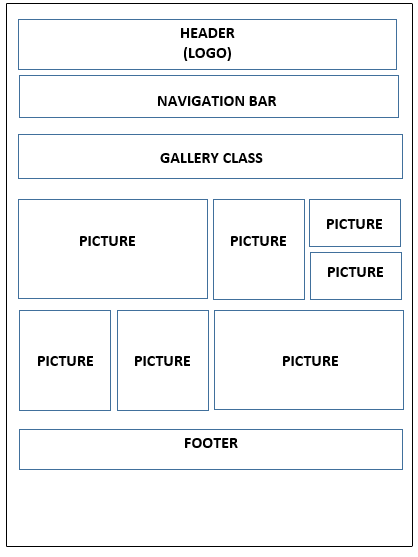 HEADER
(LOGO)
NAVIGATION BAR
GALLERY CLASS
PICTURE
PICTURE
PICTURE
PICTURE
PICTURE
PICTURE
PICTURE
FOOTER